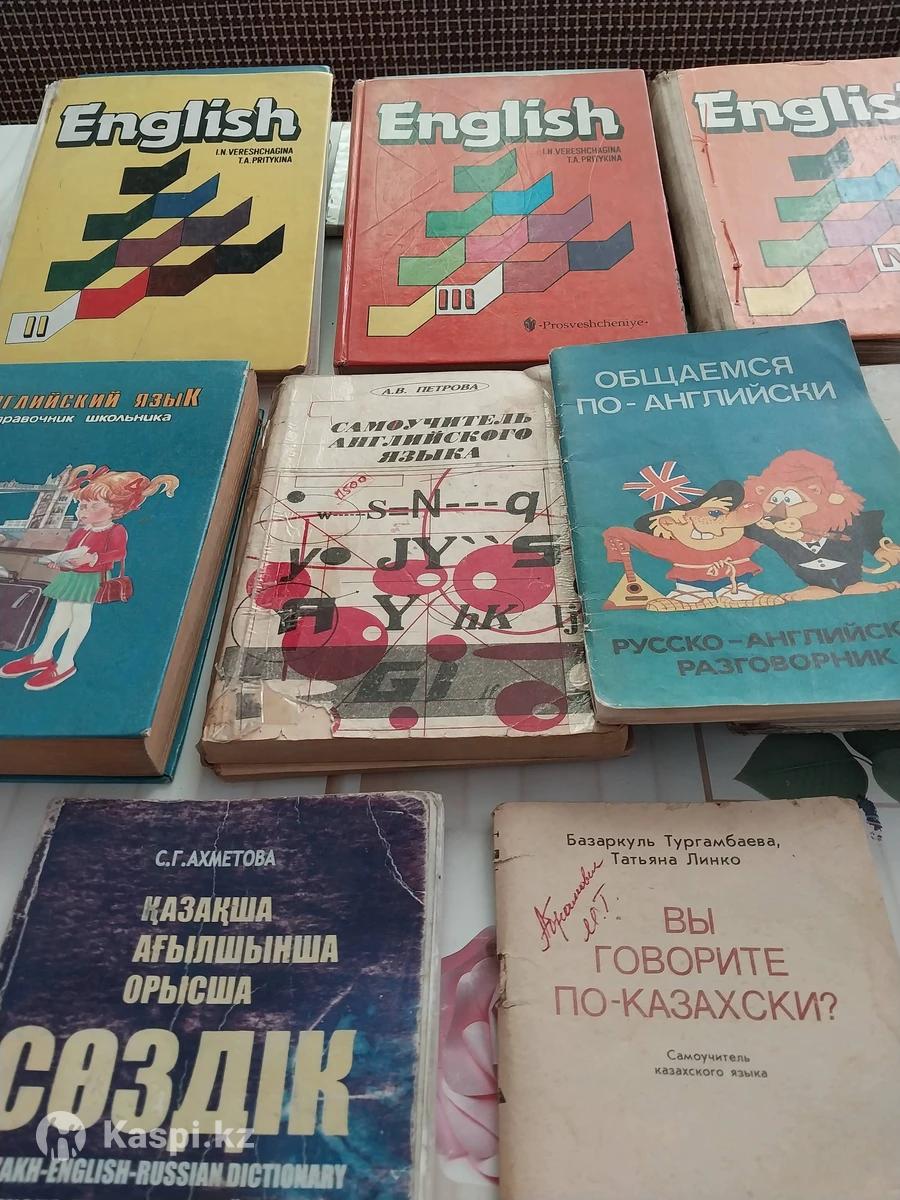 English
I.N. VERESHCHAGINA
T.A. PRITYKINA
II
English
I.N. VERESHCHAGINA
T.A. PRITYKINA
III
-Prosveshcheniye-
English
АНГЛИЙСКИЙ ЯЗЫК
СПРАВОЧНИК ШКОЛЬНИКА
А.В. ПЕТРОВА
САМОУЧИТЕЛЬ
АНГЛИЙСКОГО
ЯЗЫКА
1500
ОБЩАЕМСЯ
ПО-АНГЛИЙСКИ
РУССКО-АНГЛИЙСК
РАЗГОВОРНИК
С.Г.АХМЕТОВА
ҚАЗАҚША
АҒЫЛШЫНША
ОРЫСША
СӨЗДІК
AKH-ENGLISH-RUSSIAN DICTIONARY
Базаркуль Тургамбаева,
Татьяна Линко
ВЫ
ГОВОРИТЕ
ПО-КАЗАХСКИ?
Самоучитель
казахского языка
Kaspi.kz